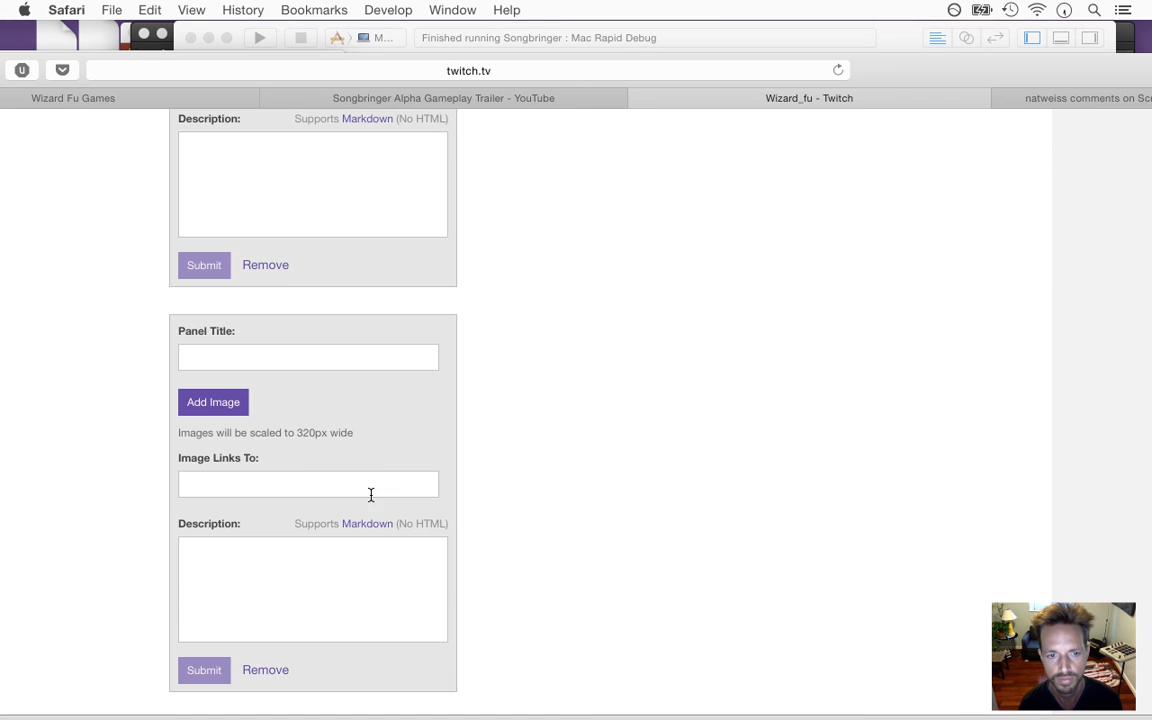 Safari File Edit View History Bookmarks Develop Window Help
M... Finished running Songbringer : Mac Rapid Debug
twitch.tv
Wizard Fu Games Songbringer Alpha Gameplay Trailer - YouTube Wizard_fu - Twitch natweiss comments on Scr
Description: Supports Markdown (No HTML)
Submit Remove
Panel Title:
Add Image
Images will be scaled to 320px wide
Image Links To:
Description: Supports Markdown (No HTML)
Submit Remove